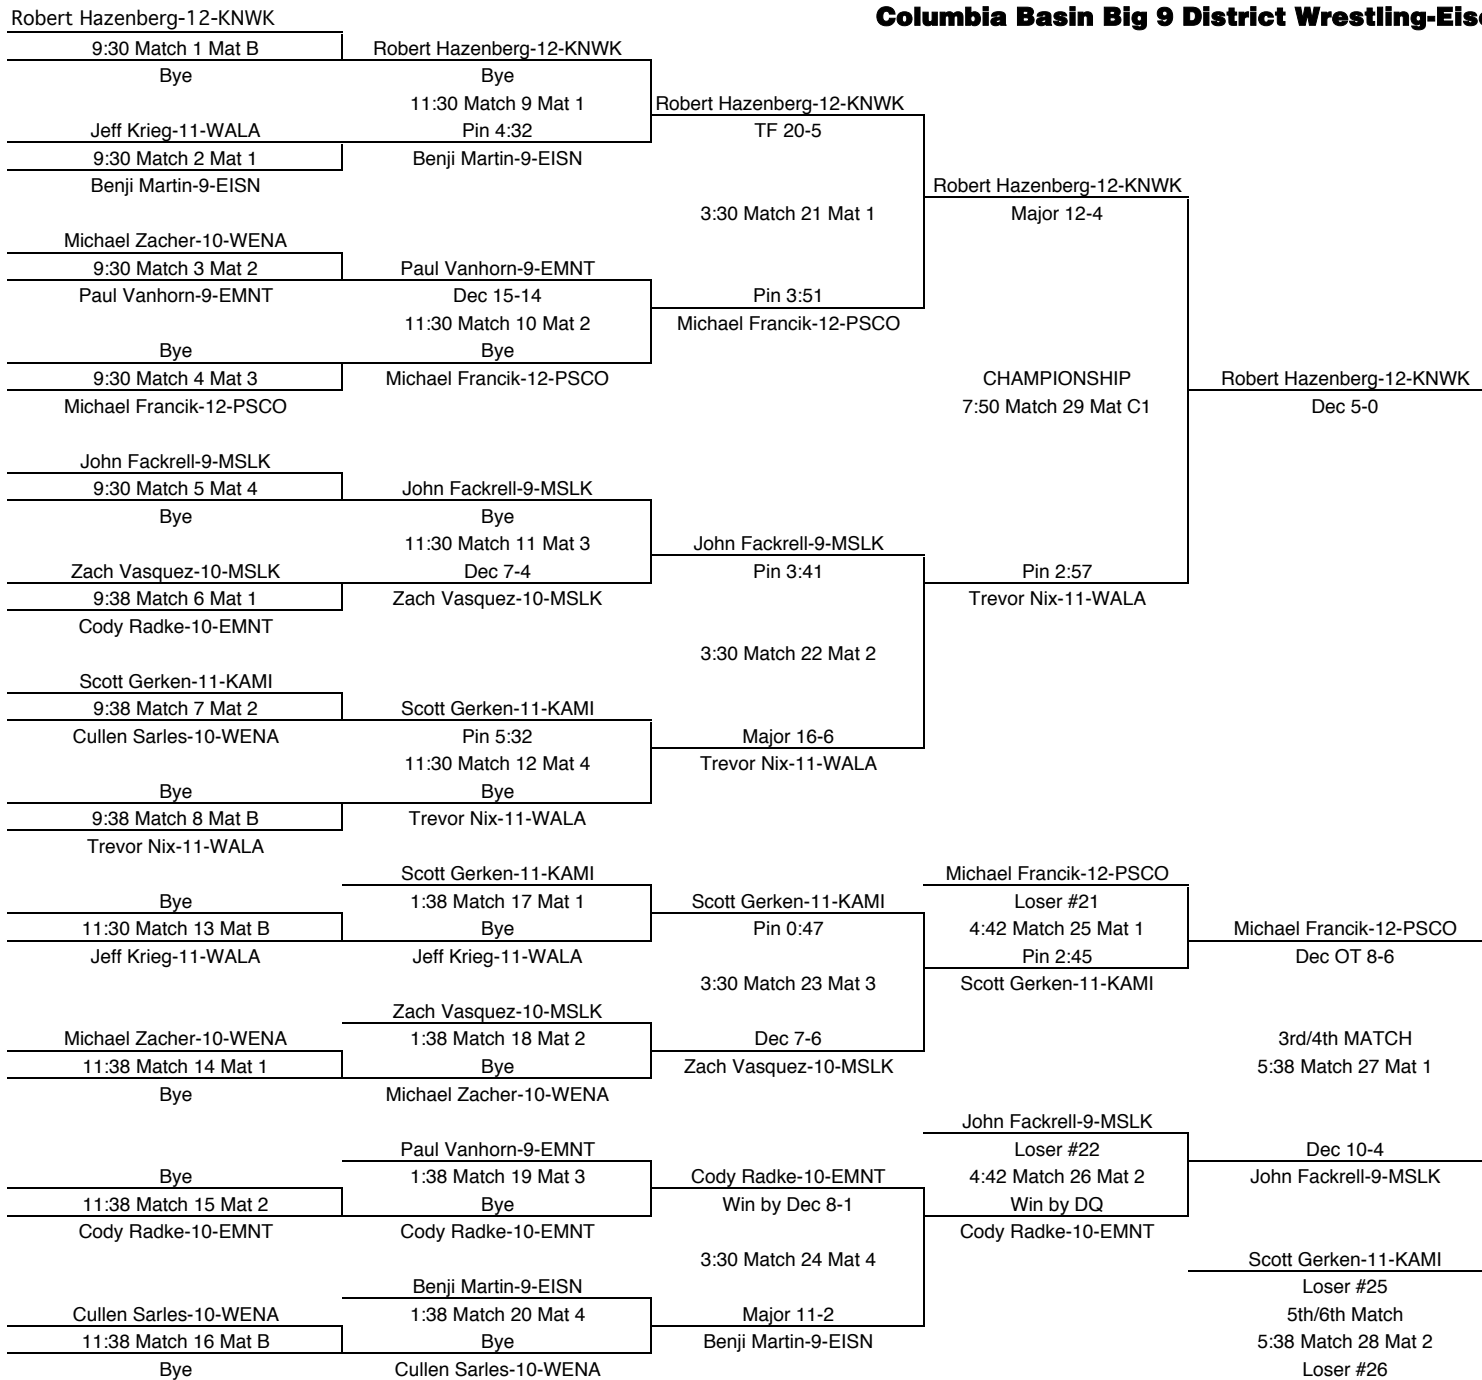 Robert Hazenberg-12-KNWK
Columbia Basin Big 9 District Wrestling-Eise
9:30 Match 1 Mat B
Bye
Jeff Krieg-11-WALA
9:30 Match 2 Mat 1
Benji Martin-9-EISN
Michael Zacher-10-WENA
9:30 Match 3 Mat 2
Paul Vanhorn-9-EMNT
Bye
9:30 Match 4 Mat 3
Michael Francik-12-PSCO
John Fackrell-9-MSLK
9:30 Match 5 Mat 4
Bye
Zach Vasquez-10-MSLK
9:38 Match 6 Mat 1
Cody Radke-10-EMNT
Scott Gerken-11-KAMI
9:38 Match 7 Mat 2
Cullen Sarles-10-WENA
Bye
9:38 Match 8 Mat B
Trevor Nix-11-WALA
Robert Hazenberg-12-KNWK
Bye
11:30 Match 9 Mat 1
Pin 4:32
Benji Martin-9-EISN
Paul Vanhorn-9-EMNT
Dec 15-14
11:30 Match 10 Mat 2
Bye
Michael Francik-12-PSCO
John Fackrell-9-MSLK
Bye
11:30 Match 11 Mat 3
Dec 7-4
Zach Vasquez-10-MSLK
Scott Gerken-11-KAMI
Pin 5:32
11:30 Match 12 Mat 4
Bye
Trevor Nix-11-WALA
Robert Hazenberg-12-KNWK
TF 20-5
3:30 Match 21 Mat 1
Pin 3:51
Michael Francik-12-PSCO
John Fackrell-9-MSLK
Pin 3:41
3:30 Match 22 Mat 2
Major 16-6
Trevor Nix-11-WALA
Robert Hazenberg-12-KNWK
Major 12-4
CHAMPIONSHIP
7:50 Match 29 Mat C1
Pin 2:57
Trevor Nix-11-WALA
Robert Hazenberg-12-KNWK
Dec 5-0
Bye
11:30 Match 13 Mat B
Jeff Krieg-11-WALA
Michael Zacher-10-WENA
11:38 Match 14 Mat 1
Bye
Bye
11:38 Match 15 Mat 2
Cody Radke-10-EMNT
Cullen Sarles-10-WENA
11:38 Match 16 Mat B
Bye
Scott Gerken-11-KAMI
1:38 Match 17 Mat 1
Bye
Jeff Krieg-11-WALA
Zach Vasquez-10-MSLK
1:38 Match 18 Mat 2
Bye
Michael Zacher-10-WENA
Paul Vanhorn-9-EMNT
1:38 Match 19 Mat 3
Bye
Cody Radke-10-EMNT
Benji Martin-9-EISN
1:38 Match 20 Mat 4
Bye
Cullen Sarles-10-WENA
Scott Gerken-11-KAMI
Pin 0:47
3:30 Match 23 Mat 3
Dec 7-6
Zach Vasquez-10-MSLK
Cody Radke-10-EMNT
Win by Dec 8-1
3:30 Match 24 Mat 4
Major 11-2
Benji Martin-9-EISN
Michael Francik-12-PSCO
Loser #21
4:42 Match 25 Mat 1
Pin 2:45
Scott Gerken-11-KAMI
John Fackrell-9-MSLK
Loser #22
4:42 Match 26 Mat 2
Win by DQ
Cody Radke-10-EMNT
Michael Francik-12-PSCO
Dec OT 8-6
3rd/4th MATCH
5:38 Match 27 Mat 1
Dec 10-4
John Fackrell-9-MSLK
Scott Gerken-11-KAMI
Loser #25
5th/6th Match
5:38 Match 28 Mat 2
Loser #26